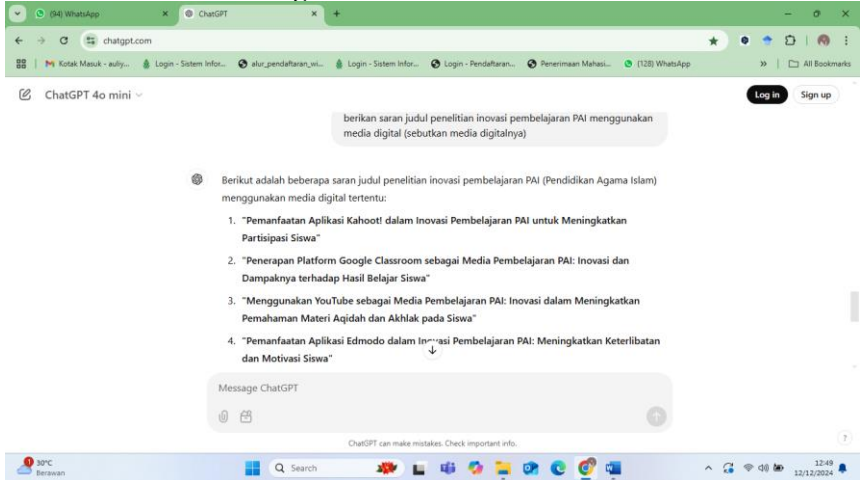 (94) WhatsApp
ChatGPT
chatgpt.com
Kotak Masuk - auliy...
Login - Sistem Infor...
alur_pendaftaran_wi...
Login - Sistem Infor...
Login - Pendaftaran...
Penerimaan Mahasi...
(128) WhatsApp
All Bookmarks
ChatGPT 4o mini
Log in
Sign up
berikan saran judul penelitian inovasi pembelajaran PAI menggunakan
media digital (sebutkan media digitalnya)
Berikut adalah beberapa saran judul penelitian inovasi pembelajaran PAI (Pendidikan Agama Islam)
menggunakan media digital tertentu:
1. "Pemanfaatan Aplikasi Kahoot! dalam Inovasi Pembelajaran PAI untuk Meningkatkan
Partisipasi Siswa"
2. "Penerapan Platform Google Classroom sebagai Media Pembelajaran PAI: Inovasi dan
Dampaknya terhadap Hasil Belajar Siswa"
3. "Menggunakan YouTube sebagai Media Pembelajaran PAI: Inovasi dalam Meningkatkan
Pemahaman Materi Aqidah dan Akhlak pada Siswa"
4. "Pemanfaatan Aplikasi Edmodo dalam Inovasi Pembelajaran PAI: Meningkatkan Keterlibatan
dan Motivasi Siswa"
Message ChatGPT
ChatGPT can make mistakes. Check important info.
?
1
30°C
Berawan
Search
12:49
12/12/2024